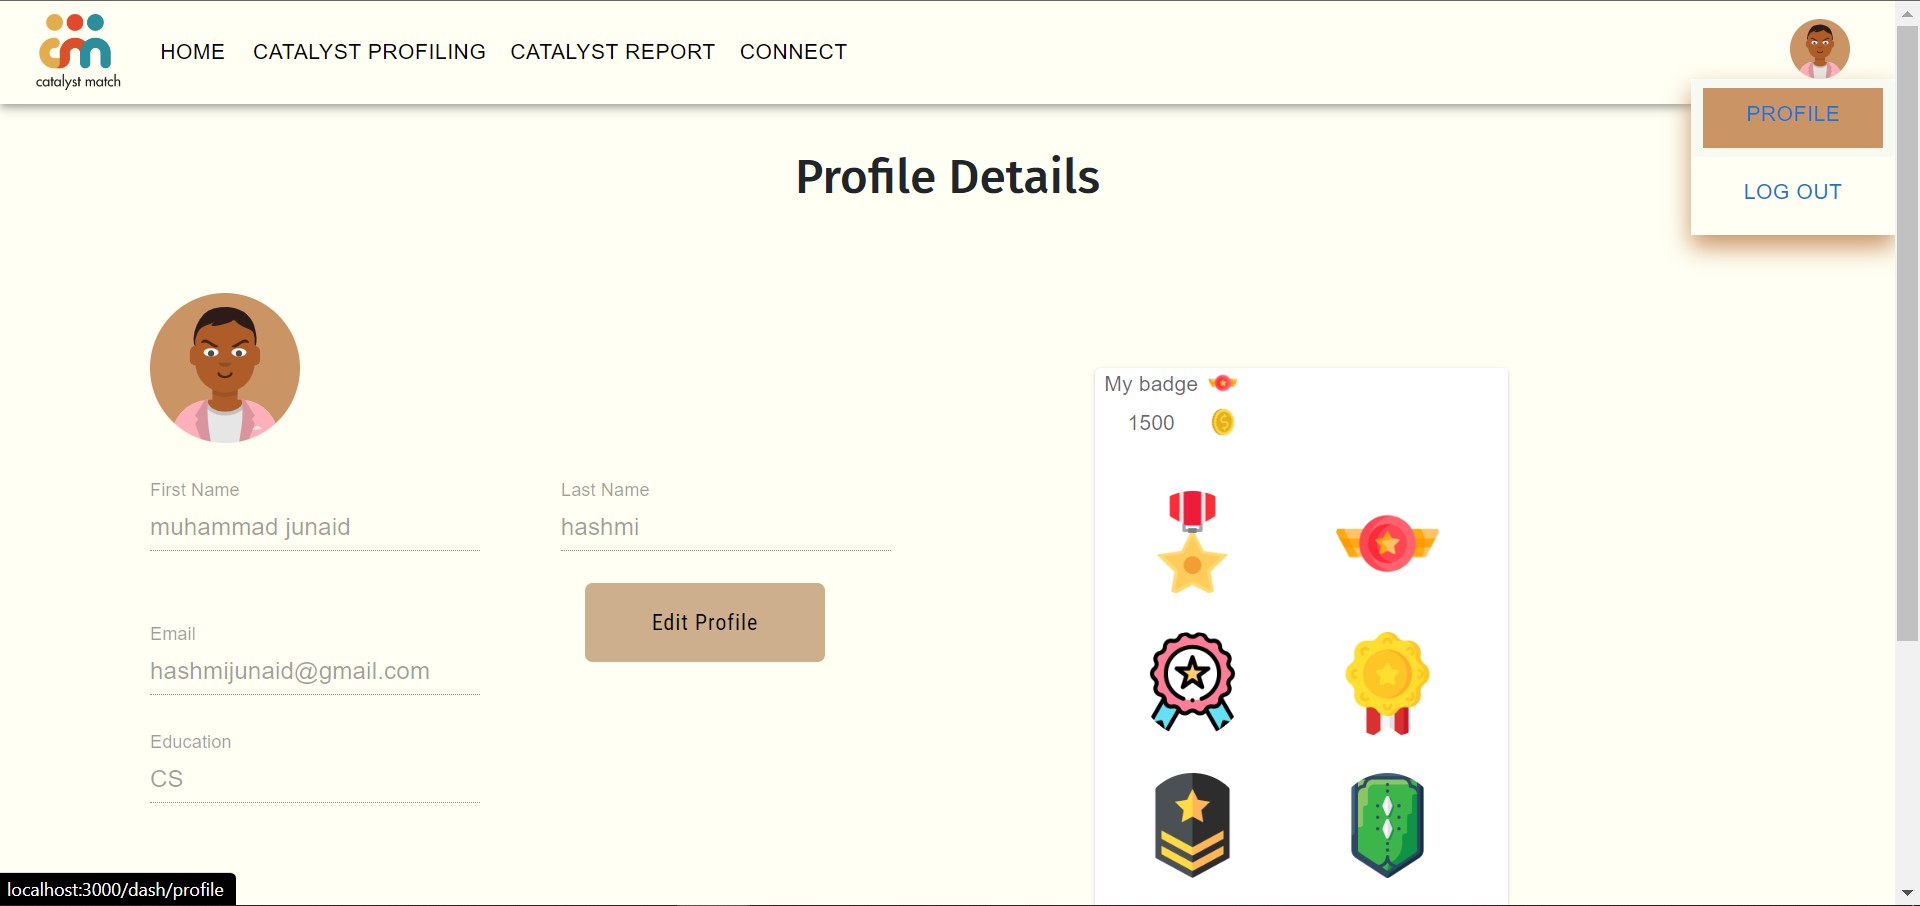 catalyst match
HOME
CATALYST PROFILING
CATALYST REPORT
CONNECT
PROFILE
LOG OUT
Profile Details
First Name
muhammad junaid
Last Name
hashmi
Edit Profile
Email
hashmijunaid@gmail.com
Education
CS
My badge
1500
localhost:3000/dash/profile